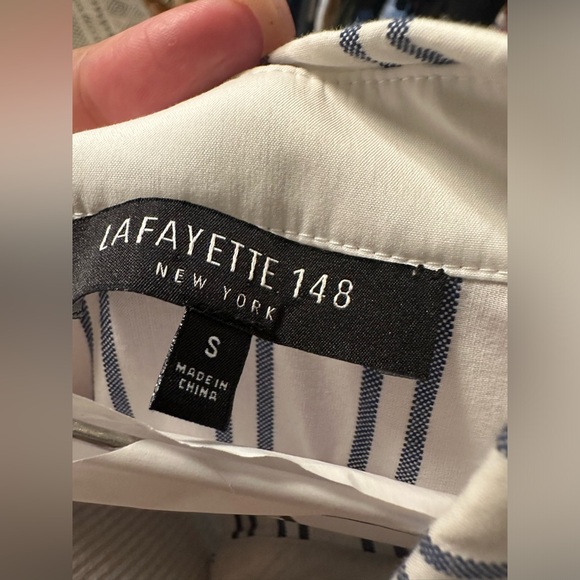 LAFAYETTE 148
NEW YORK
S
MADE IN
CHINA